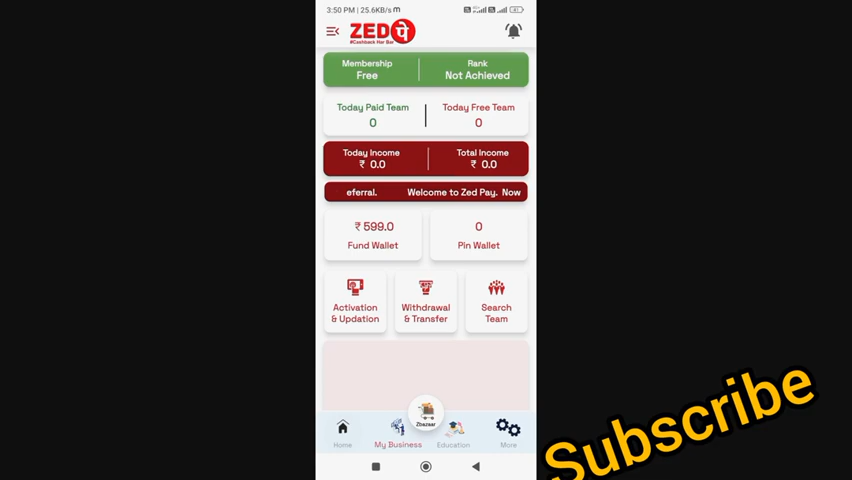 3:50 PM | 25.6KB/s m
ZED पे
#Cashback Har Bar
Membership
Free
Rank
Not Achieved
Today Paid Team
0
Today Free Team
0
Today Income
₹ 0.0
Total Income
₹ 0.0
eferral. Welcome to Zed Pay. Now
₹ 599.0
Fund Wallet
0
Pin Wallet
Activation
& Updation
Withdrawal
& Transfer
Search
Team
Zbazaar
Home
My Business
Education
More
Subscribe